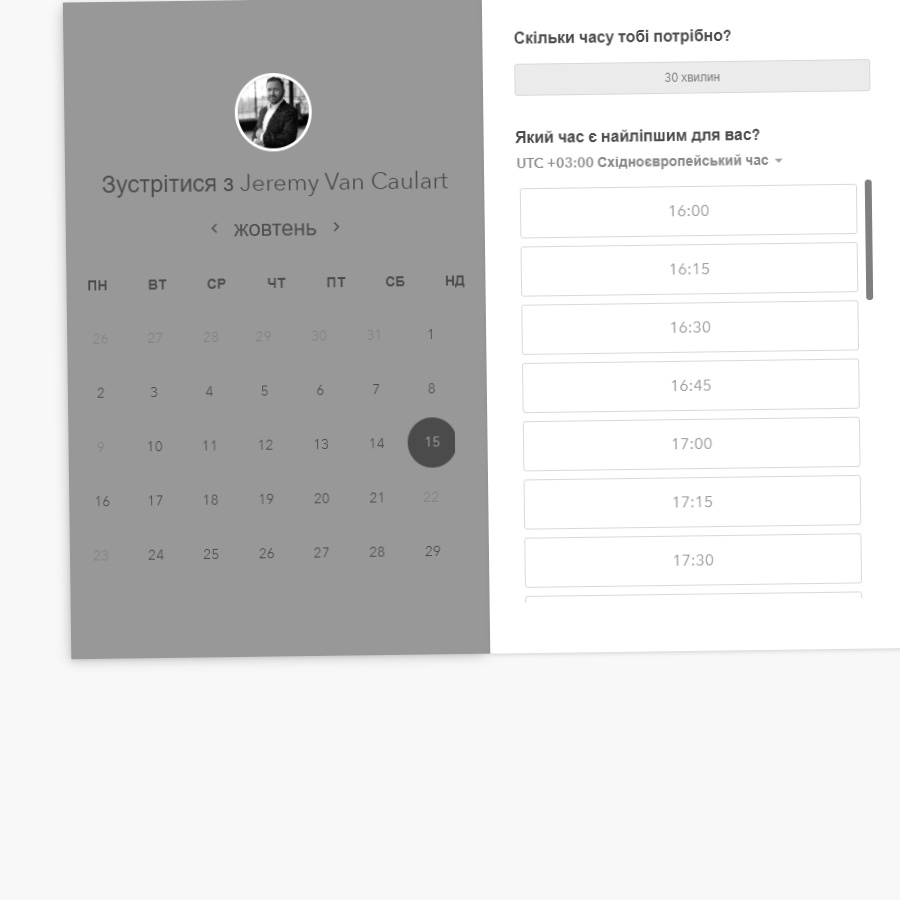 Зустрітися з Jeremy Van Caulart
жовтень
ПН ВТ СР ЧТ ПТ СБ НД
26 27 28 29 30 31 1
2 3 4 5 6 7 8
9 10 11 12 13 14 15
16 17 18 19 20 21 22
23 24 25 26 27 28 29
Скільки часу тобі потрібно?
30 хвилин
Який час є найліпшим для вас?
UTC +03:00 Східноєвропейський час
16:00
16:15
16:30
16:45
17:00
17:15
17:30